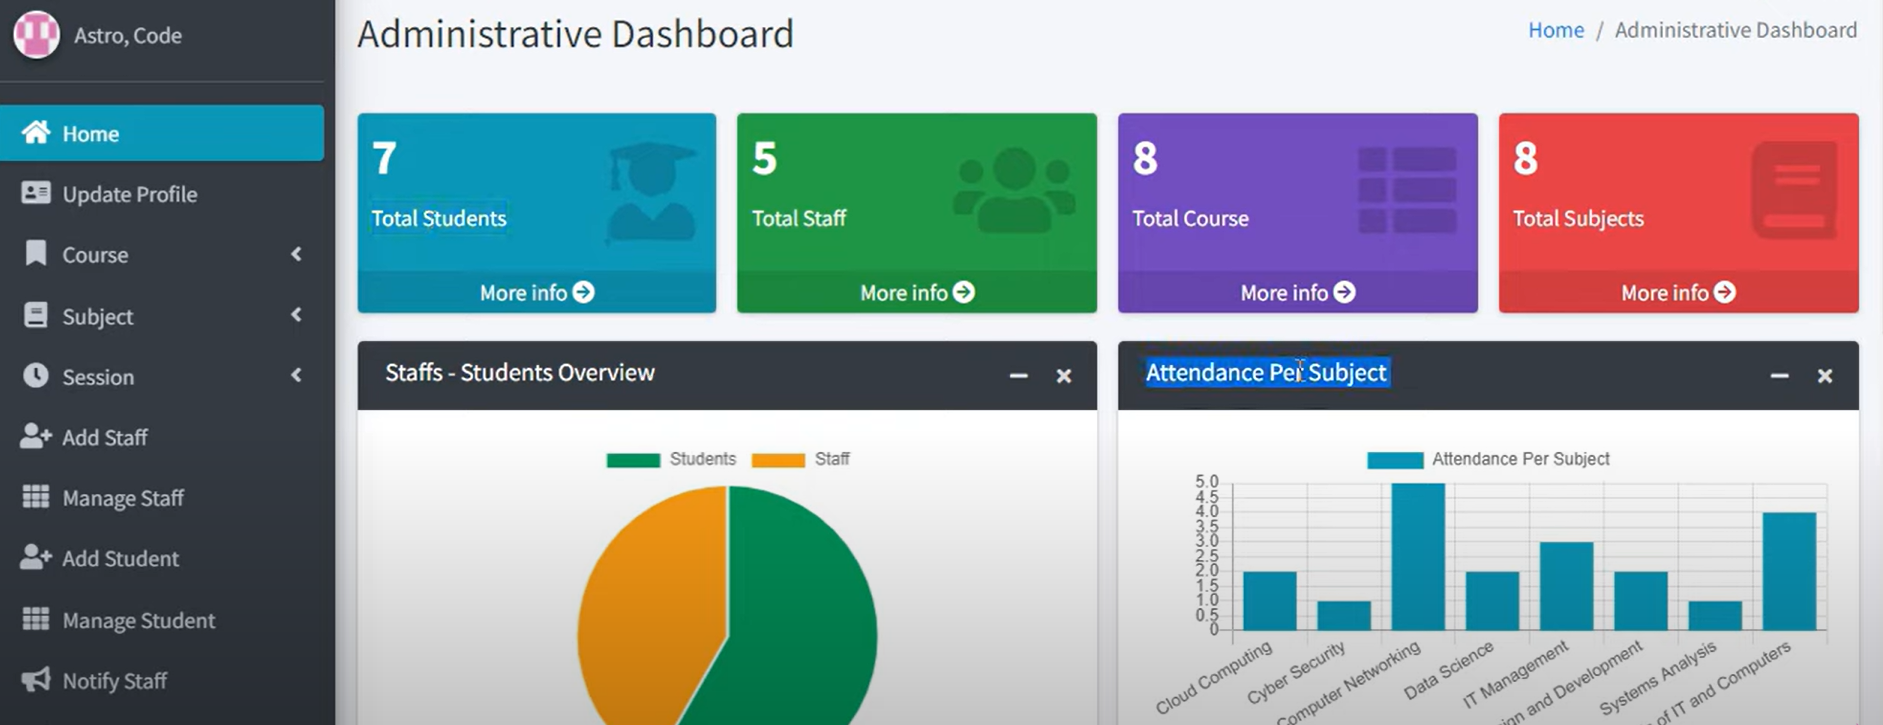 Astro, Code
Home
Update Profile
Course
Subject
Session
Add Staff
Manage Staff
Add Student
Manage Student
Notify Staff
Administrative Dashboard
Home / Administrative Dashboard
7
Total Students
More info
5
Total Staff
More info
8
Total Course
More info
8
Total Subjects
More info
Staffs - Students Overview
Students
Staff
Attendance Per Subject
Attendance Per Subject
5.0
4.5
4.0
3.5
3.0
2.5
2.0
1.5
1.0
0.5
0
Cloud Computing
Cyber Security
Computer Networking
Data Science
IT Management
and Development
Systems Analysis
of IT and Computers